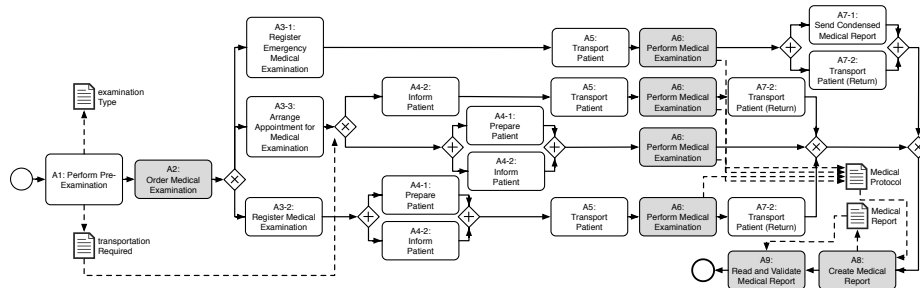 A3-1:
Register
Emergency
Medical
Examination
A5:
Transport
Patient
A6:
Perform Medical
Examination
A7-1:
Send Condensed
Medical Report
A7-2:
Transport
Patient (Return)
examination
Type
A4-2:
Inform
Patient
A5:
Transport
Patient
A6:
Perform Medical
Examination
A7-2:
Transport
Patient (Return)
A3-3:
Arrange
Appointment for
Medical
Examination
A4-1:
Prepare
Patient
A4-2:
Inform
Patient
A6:
Perform Medical
Examination
A1: Perform Pre-
Examination
A2:
Order Medical
Examination
Medical
Protocol
A3-2:
Register Medical
Examination
A4-1:
Prepare
Patient
A4-2:
Inform
Patient
A5:
Transport
Patient
A6:
Perform Medical
Examination
A7-2:
Transport
Patient (Return)
Medical
Report
transportation
Required
A9:
Read and Validate
Medical Report
A8:
Create Medical
Report